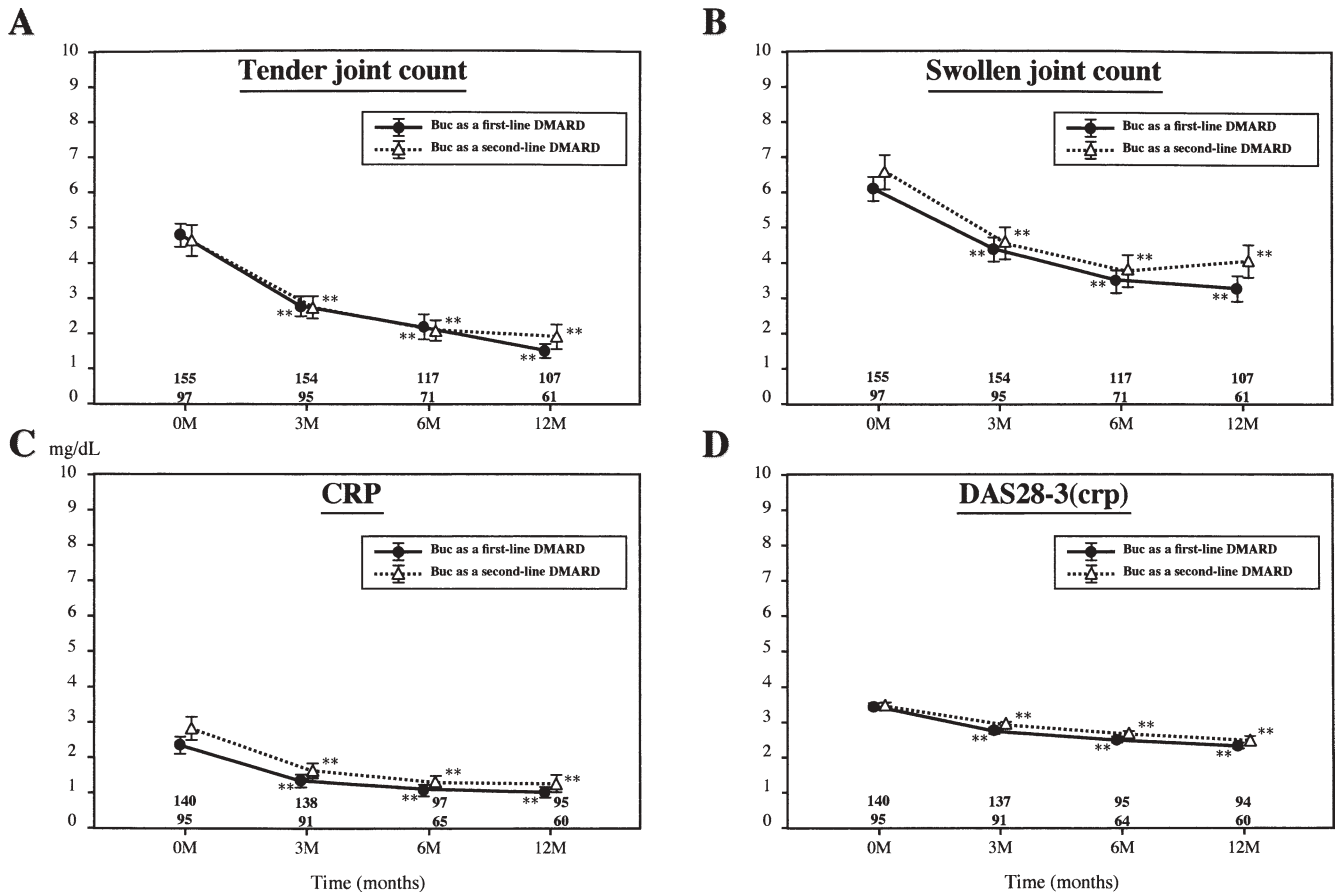 A
Tender joint count
10
9
8
7
6
5
4
3
2
1
0
Buc as a first-line DMARD
Buc as a second-line DMARD
** ** ** ** ** **
155 154 117 107
97 95 71 61
0M 3M 6M 12M
B
Swollen joint count
10
9
8
7
6
5
4
3
2
1
0
Buc as a first-line DMARD
Buc as a second-line DMARD
** ** ** ** ** **
155 154 117 107
97 95 71 61
0M 3M 6M 12M
C mg/dL
CRP
10
9
8
7
6
5
4
3
2
1
0
Buc as a first-line DMARD
Buc as a second-line DMARD
** ** ** ** ** **
140 138 97 95
95 91 65 60
0M 3M 6M 12M
Time (months)
D
DAS28-3(crp)
10
9
8
7
6
5
4
3
2
1
0
Buc as a first-line DMARD
Buc as a second-line DMARD
** ** ** ** ** **
140 137 95 94
95 91 64 60
0M 3M 6M 12M
Time (months)